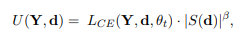 U(Y, d) = L_{CE}(Y, d, θ_t) · |S(d)|^β,